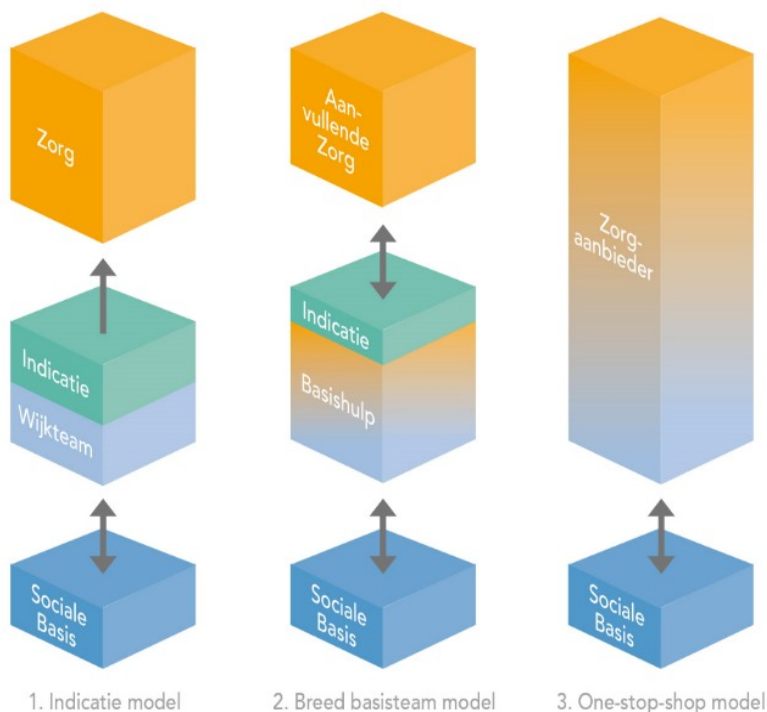 Zorg
Indicatie
Wijkteam
Sociale
Basis
1. Indicatie model
Aan-
vullende
Zorg
Indicatie
Basishulp
Sociale
Basis
2. Breed basisteam model
Zorg-
aanbieder
Sociale
Basis
3. One-stop-shop model